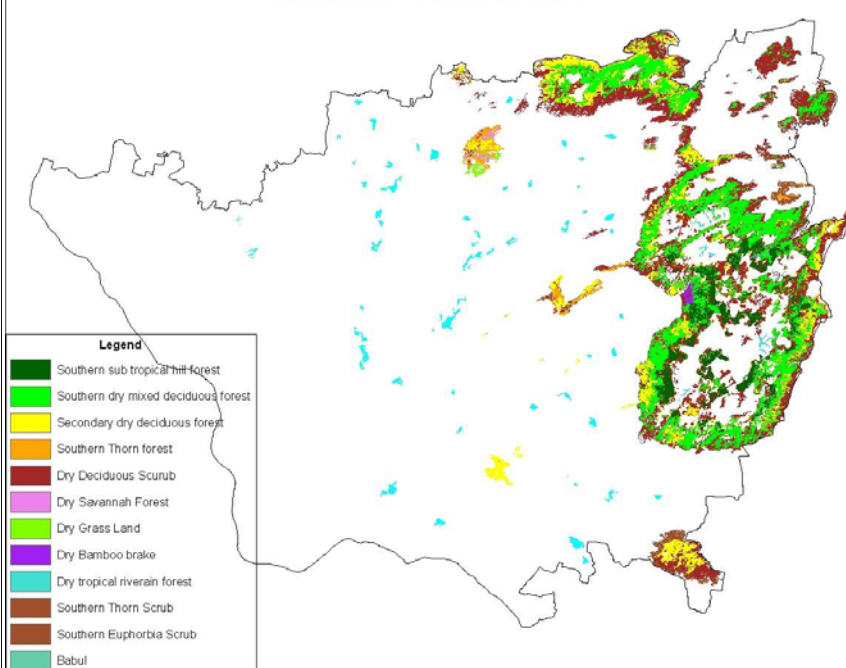 Legend
Southern sub tropical hill forest
Southern dry mixed deciduous forest
Secondary dry deciduous forest
Southern Thorn forest
Dry Deciduous Scurub
Dry Savannah Forest
Dry Grass Land
Dry Bamboo brake
Dry tropical riverain forest
Southern Thorn Scrub
Southern Euphorbia Scrub
Babul